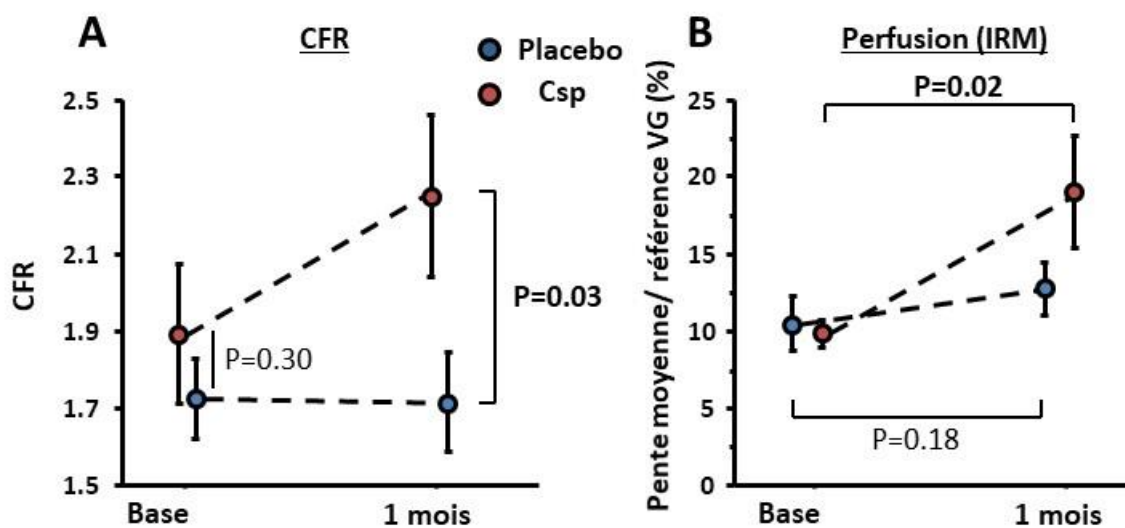 A
CFR
Placebo
Csp
CFR
2.5
2.3
2.1
1.9
1.7
1.5
P=0.30
P=0.03
Base
1 mois
B
Perfusion (IRM)
Pente moyenne/ référence VG (%)
25
20
15
10
5
0
P=0.02
P=0.18
Base
1 mois